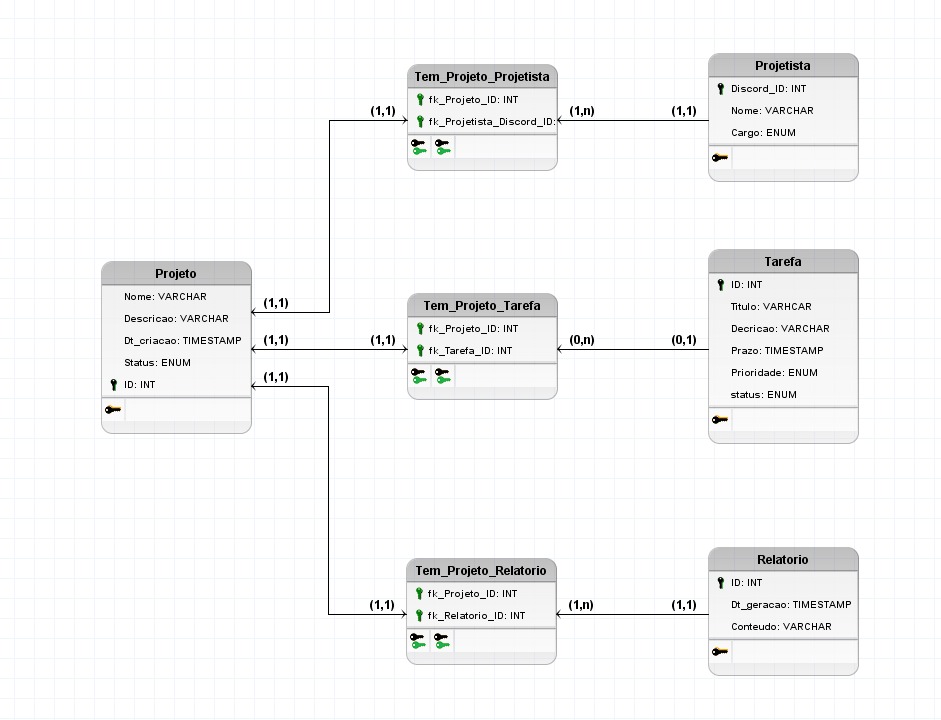 Tem_Projeto_Projetista
fk_Projeto_ID: INT
fk_Projetista_Discord_ID:
(1,1)
(1,n)
(1,1)
Projetista
Discord_ID: INT
Nome: VARCHAR
Cargo: ENUM
Projeto
Nome: VARCHAR
Descricao: VARCHAR
Dt_criacao: TIMESTAMP
Status: ENUM
ID: INT
(1,1)
(1,1)
(1,1)
Tem_Projeto_Tarefa
fk_Projeto_ID: INT
fk_Tarefa_ID: INT
(1,1)
(0,n)
(0,1)
Tarefa
ID: INT
Titulo: VARHCAR
Decricao: VARCHAR
Prazo: TIMESTAMP
Prioridade: ENUM
status: ENUM
Tem_Projeto_Relatorio
fk_Projeto_ID: INT
fk_Relatorio_ID: INT
(1,1)
(1,n)
(1,1)
Relatorio
ID: INT
Dt_geracao: TIMESTAMP
Conteudo: VARCHAR